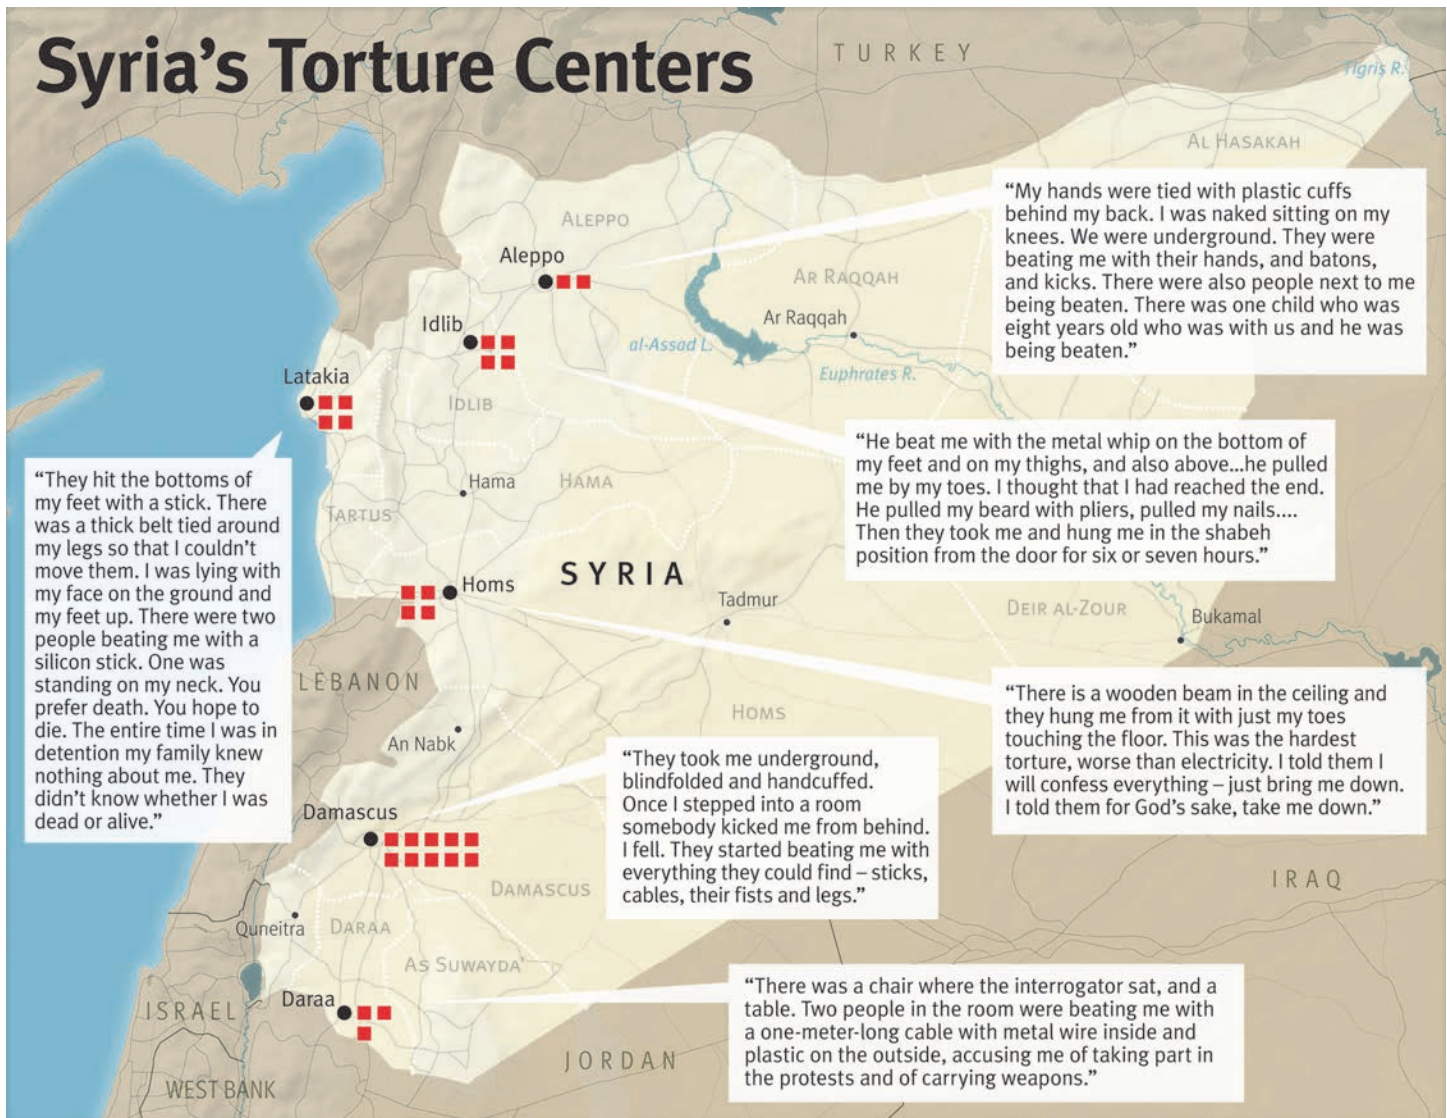 Syria's Torture Centers
TURKEY
Tigris R.
AL HASAKAH
“My hands were tied with plastic cuffs
behind my back. I was naked sitting on my
knees. We were underground. They were
beating me with their hands, and batons,
and kicks. There were also people next to me
being beaten. There was one child who was
eight years old who was with us and he was
being beaten.”
ALEPPO
Aleppo
AR RAQQAH
Ar Raqqah
Idlib
al-Assad L.
Euphrates R.
Latakia
IDLIB
“He beat me with the metal whip on the bottom of
my feet and on my thighs, and also above...he pulled
me by my toes. I thought that I had reached the end.
He pulled my beard with pliers, pulled my nails....
Then they took me and hung me in the shabeh
position from the door for six or seven hours.”
“They hit the bottoms of
my feet with a stick. There
was a thick belt tied around
my legs so that I couldn't
move them. I was lying with
my face on the ground and
my feet up. There were two
people beating me with a
silicon stick. One was
standing on my neck. You
prefer death. You hope to
die. The entire time I was in
detention my family knew
nothing about me. They
didn't know whether I was
dead or alive.”
Hama
HAMA
TARTUS
SYRIA
Homs
Tadmur
DEIR AL-ZOUR
Bukamal
LEBANON
HOMS
“There is a wooden beam in the ceiling and
they hung me from it with just my toes
touching the floor. This was the hardest
torture, worse than electricity. I told them I
will confess everything – just bring me down.
I told them for God's sake, take me down.”
An Nabk
“They took me underground,
blindfolded and handcuffed.
Once I stepped into a room
somebody kicked me from behind.
I fell. They started beating me with
everything they could find – sticks,
cables, their fists and legs.”
Damascus
DAMASCUS
IRAQ
Quneitra
DARAA
AS SUWAYDA'
Daraa
ISRAEL
“There was a chair where the interrogator sat, and a
table. Two people in the room were beating me with
a one-meter-long cable with metal wire inside and
plastic on the outside, accusing me of taking part in
the protests and of carrying weapons.”
JORDAN
WEST BANK